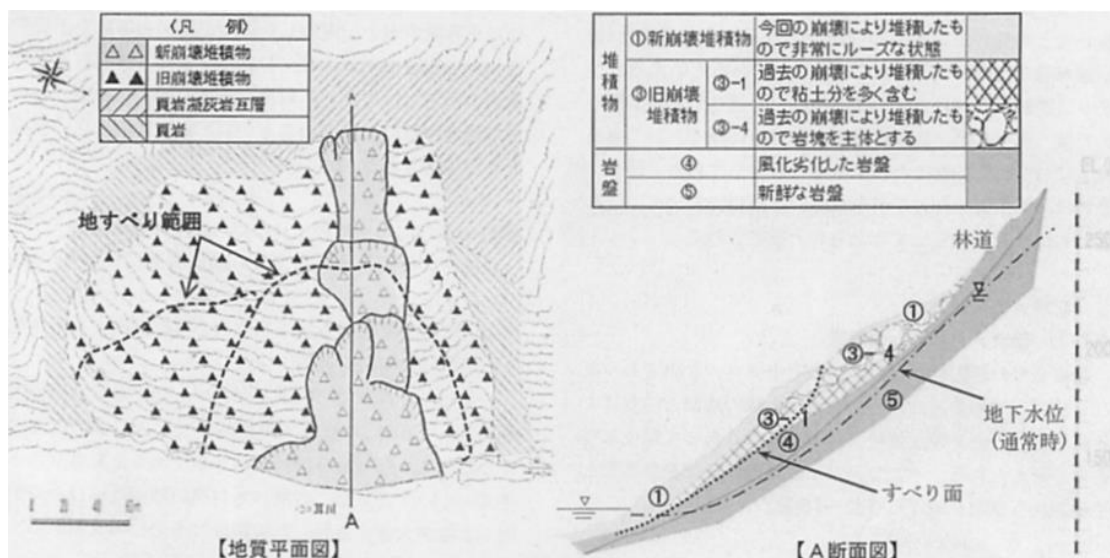 〈凡　例〉
新崩壊堆積物
旧崩壊堆積物
頁岩凝灰岩互層
頁岩
地すべり範囲
A
A
【地質平面図】
堆積物
①新崩壊堆積物
今回の崩壊により堆積したもので非常にルーズな状態
③旧崩壊堆積物
③-1
過去の崩壊により堆積したもので粘土分を多く含む
③-4
過去の崩壊により堆積したもので岩塊を主体とする
岩盤
④
風化劣化した岩盤
⑤
新鮮な岩盤
林道
①
③-4
⑤
地下水位
(通常時)
③-1
④
すべり面
①
【A断面図】
250
200
150